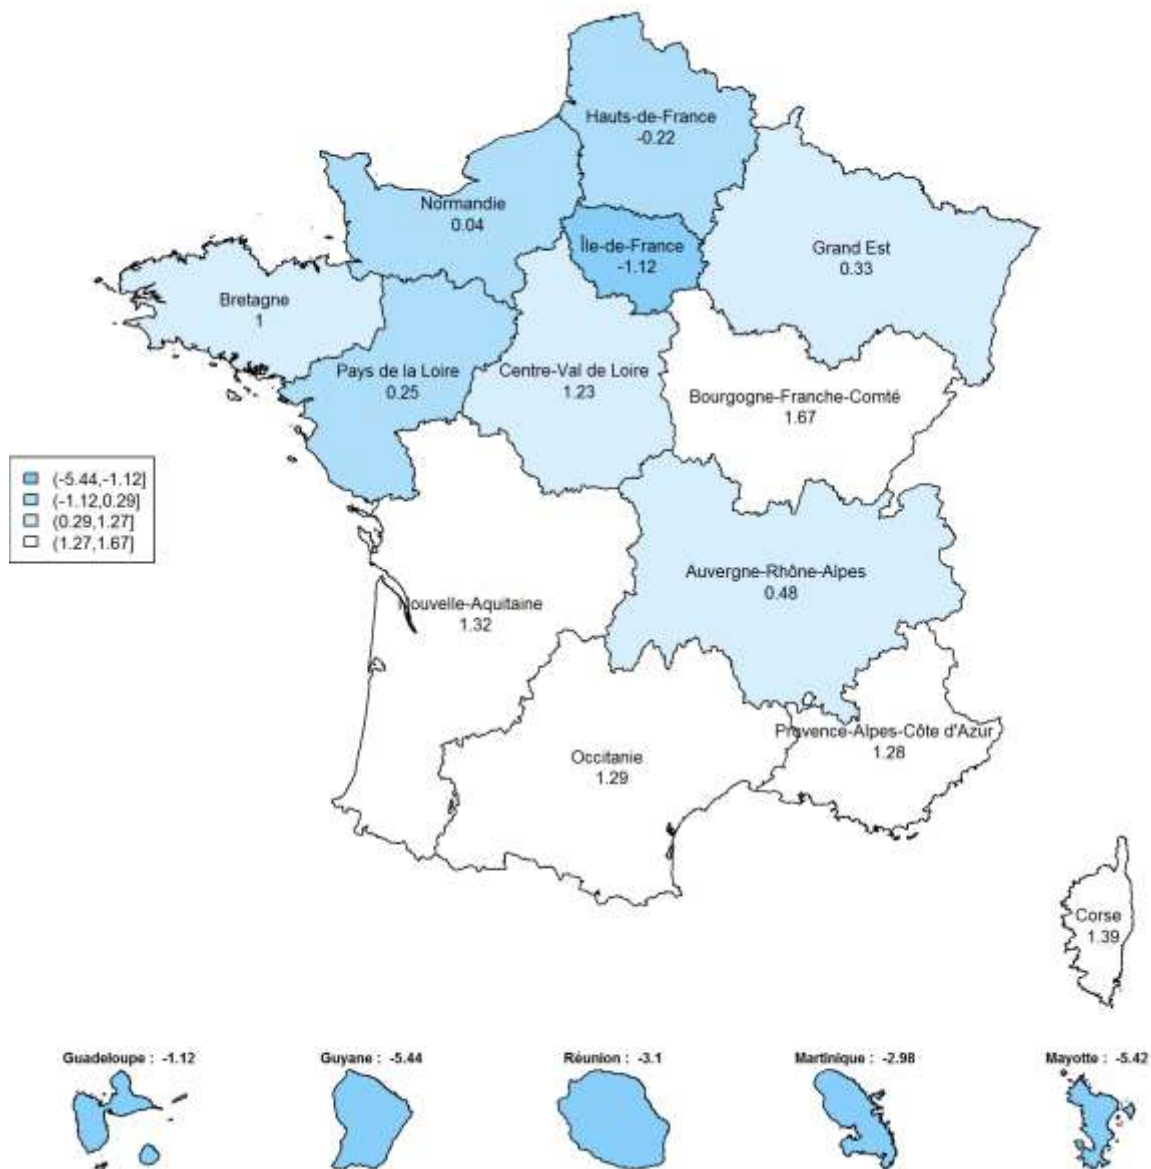 Hauts-de-France
-0.22
Normandie
0.04
Île-de-France
-1.12
Grand Est
0.33
Bretagne
1
Pays de la Loire
0.25
Centre-Val de Loire
1.23
Bourgogne-Franche-Comté
1.67
(-5.44,-1.12]
(-1.12,0.29]
(0.29,1.27]
(1.27,1.67]
Auvergne-Rhône-Alpes
0.48
Nouvelle-Aquitaine
1.32
Provence-Alpes-Côte d'Azur
1.28
Occitanie
1.29
Corse
1.39
Guadeloupe : -1.12
Guyane : -5.44
Réunion : -3.1
Martinique : -2.98
Mayotte : -5.42